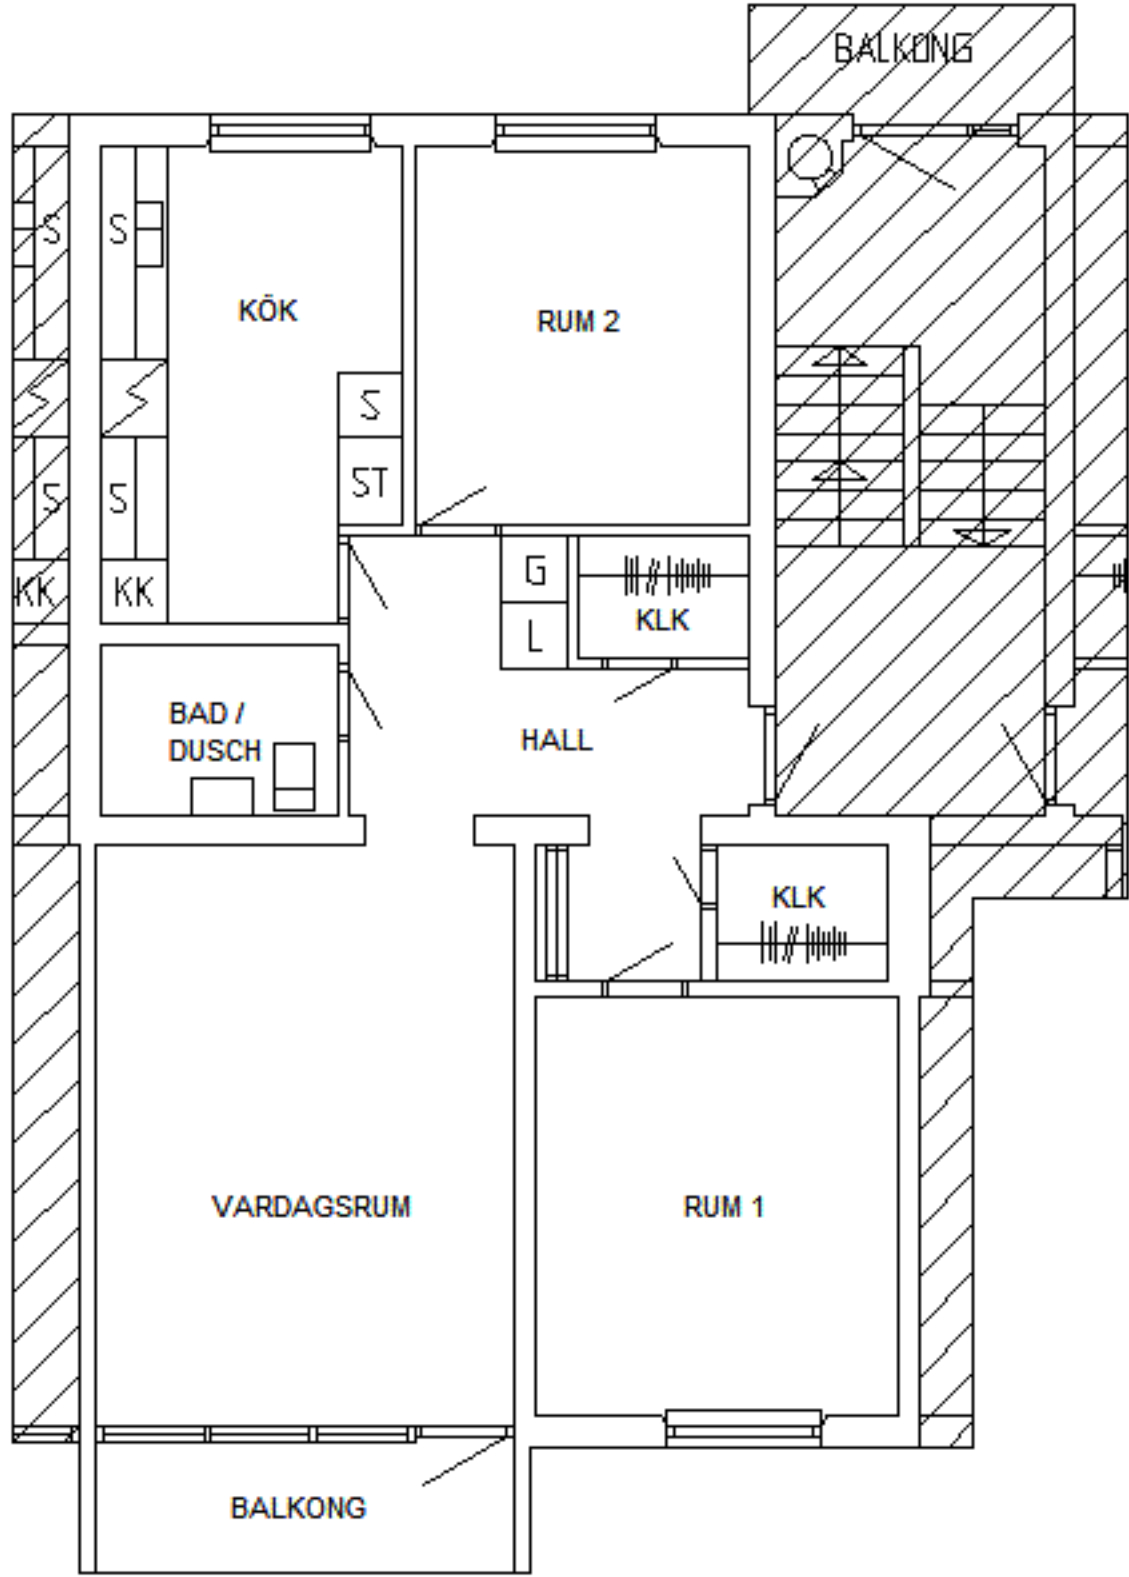 BALKONG
S
S
KÖK
RUM 2
S
S
S
ST
KK
KK
G
L
KLK
BAD /
DUSCH
HALL
KLK
VARDAGSRUM
RUM 1
BALKONG